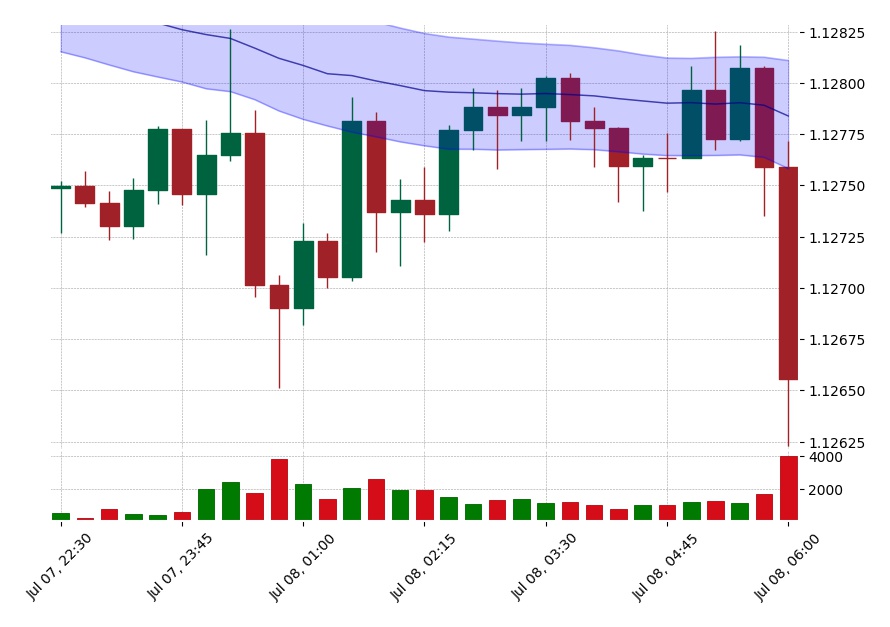 1.12825
1.12800
1.12775
1.12750
1.12725
1.12700
1.12675
1.12650
1.12625
4000
2000
Jul 07, 22:30
Jul 07, 23:45
Jul 08, 01:00
Jul 08, 02:15
Jul 08, 03:30
Jul 08, 04:45
Jul 08, 06:00